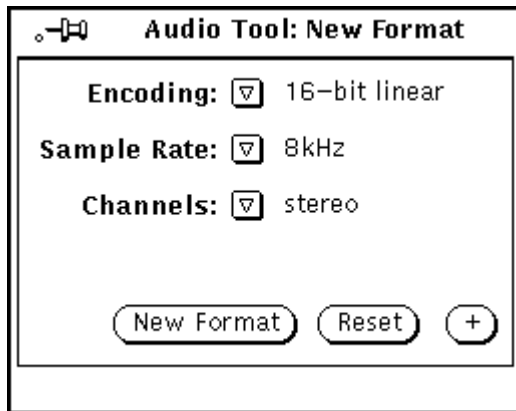 Audio Tool: New Format
Encoding: 16-bit linear
Sample Rate: 8kHz
Channels: stereo
New Format Reset +